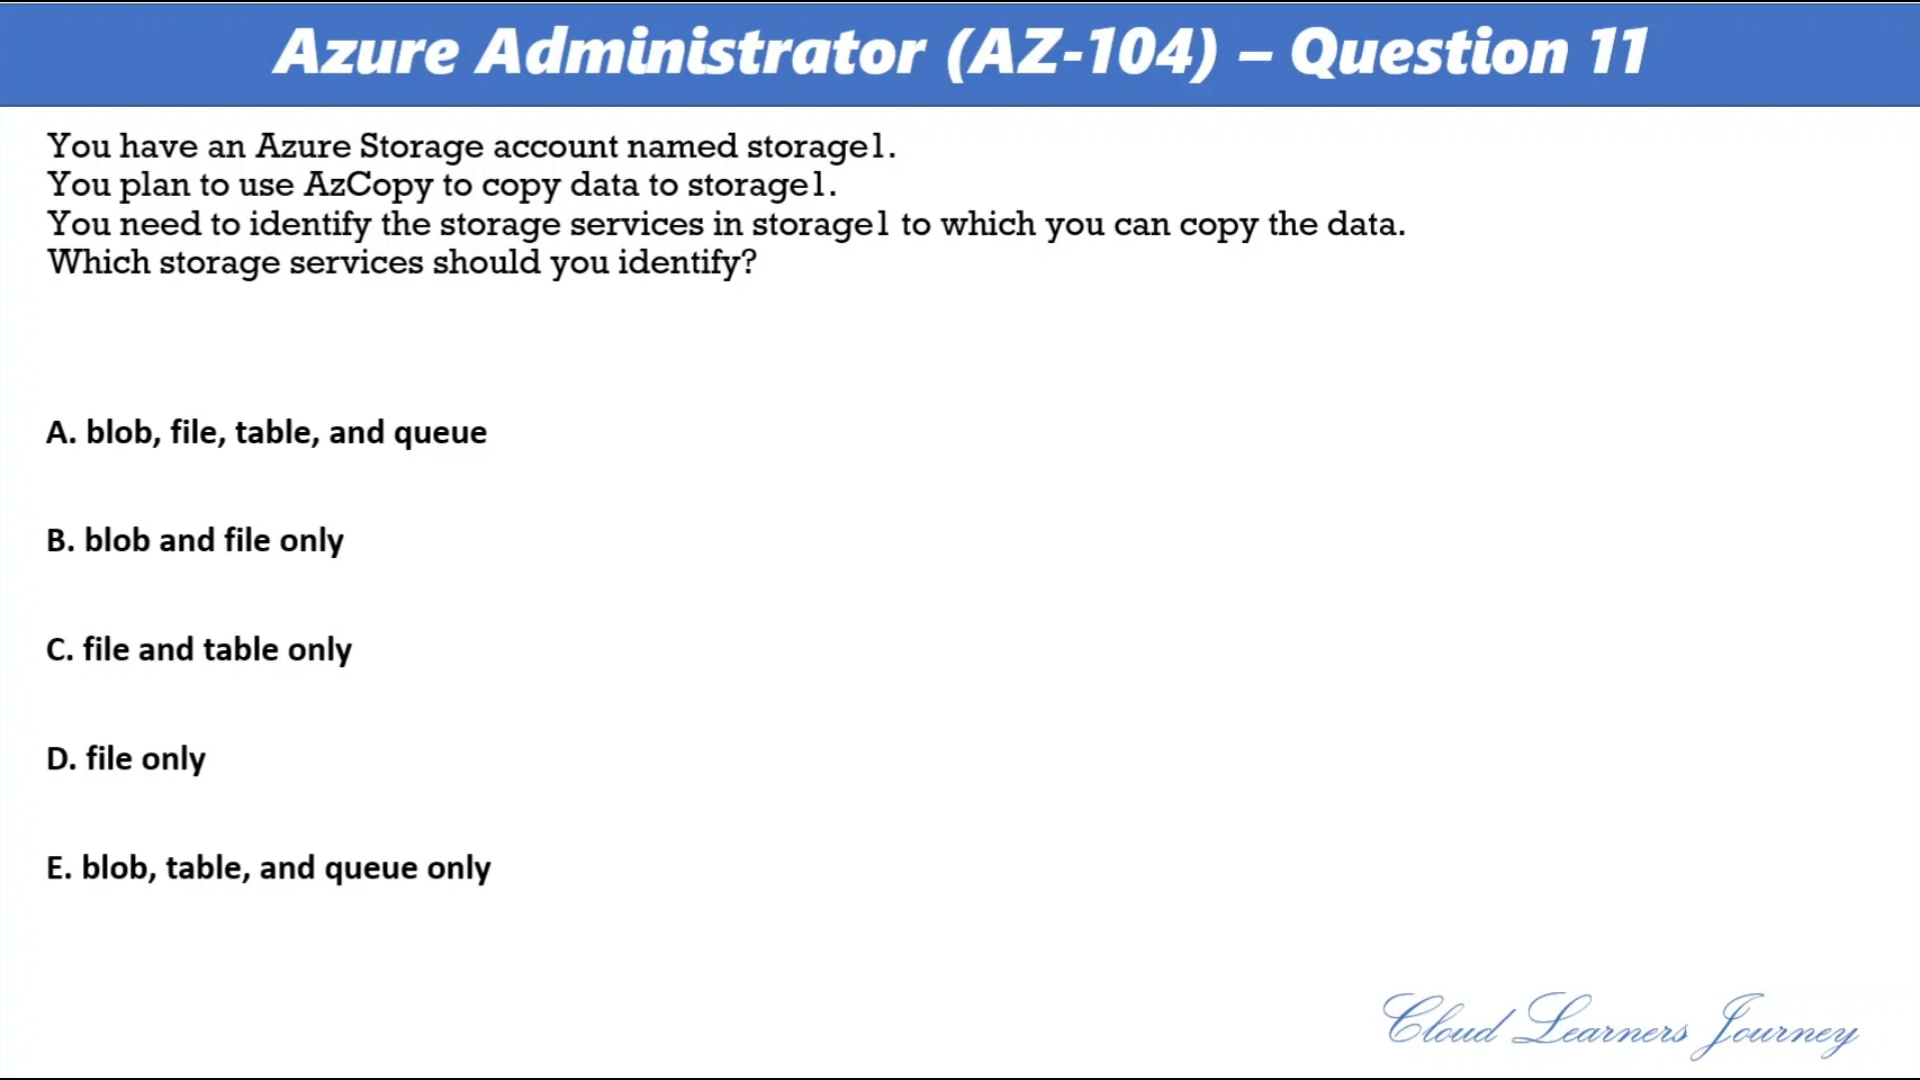 Azure Administrator (AZ-104) – Question 11
You have an Azure Storage account named storage1.
You plan to use AzCopy to copy data to storage1.
You need to identify the storage services in storage1 to which you can copy the data.
Which storage services should you identify?
A. blob, file, table, and queue
B. blob and file only
C. file and table only
D. file only
E. blob, table, and queue only
Cloud Learners Journey